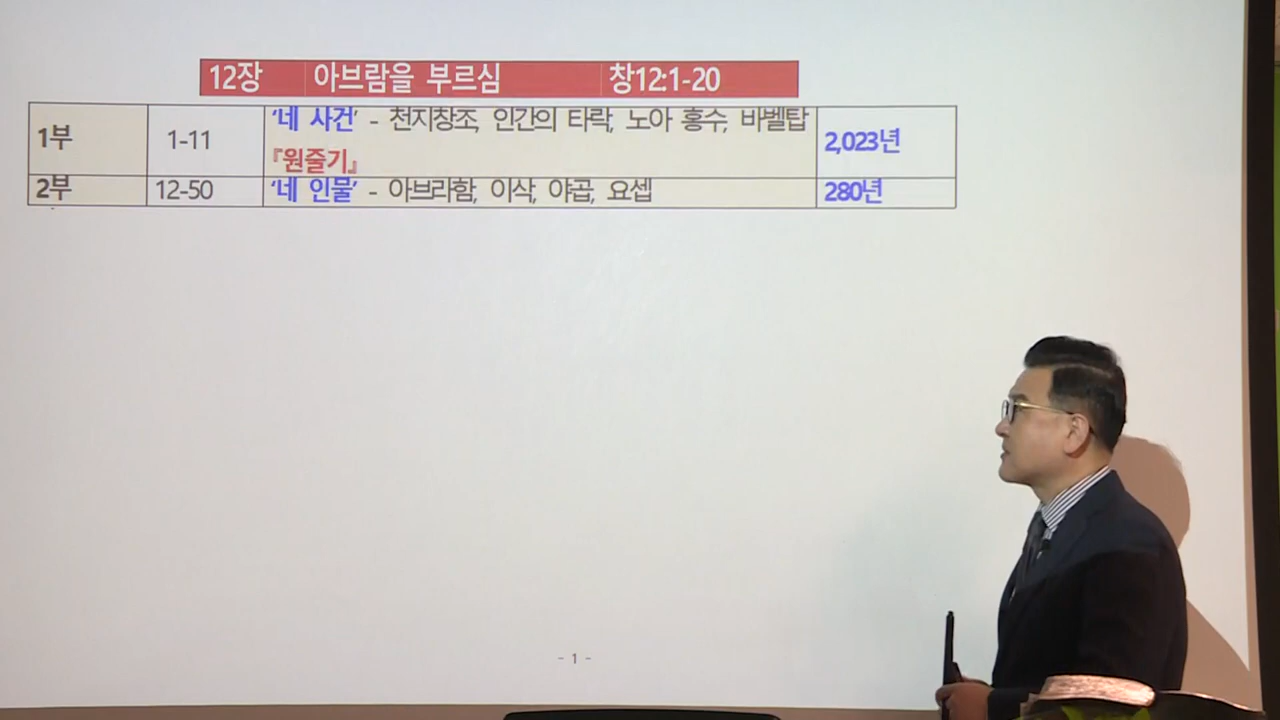 12장 아브람을 부르심 창12:1-20
1부 1-11 '네 사건' - 천지창조, 인간의 타락, 노아 홍수, 바벨탑 2,023년
『원줄기』
2부 12-50 '네 인물' - 아브라함, 이삭, 야곱, 요셉 280년
- 1 -